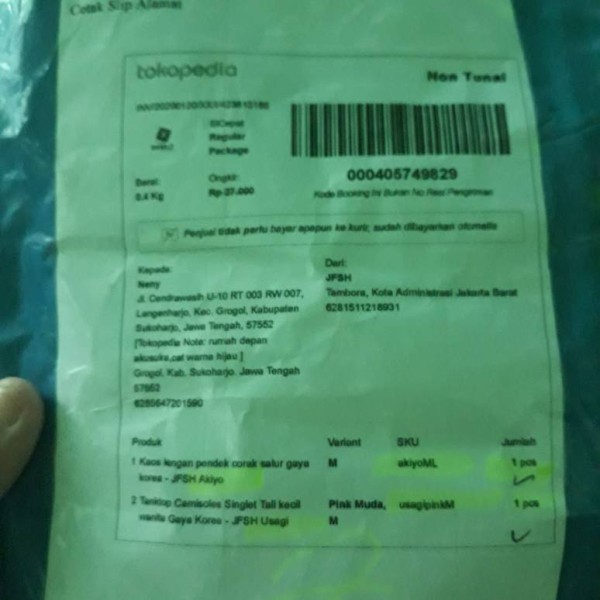 Cetak Slip Alamat
tokopedia
Non Tunai
SiCepat
Regular
Package
000405749829
Kode Booking Ini Bukan No Resi Pengiriman
Berat:
0.4 Kg
Ongkir:
Rp 27.000
Penjual tidak perlu bayar apapun ke kurir, sudah dibayarkan otomatis
Kepada:
Neny
Jl. Cendrawasih U-10 RT 003 RW 007,
Langenharjo, Kec. Grogol, Kabupaten
Sukoharjo, Jawa Tengah, 57552
[Tokopedia Note: rumah depan
cat warna hijau ]
Grogol, Kab. Sukoharjo, Jawa Tengah
6285647201590
Dari:
JFSH
Tambora, Kota Administrasi Jakarta Barat
6281511218931
Produk Variant SKU Jumlah
1 Kaos lengan pendek corak salur gaya M akiyoML 1 pcs
korea - JFSH Akiyo
2 Tanktop Camisoles Singlet Tali kecil Pink Muda, usagipinkM 1 pcs
wanita Gaya Korea - JFSH Usagi M